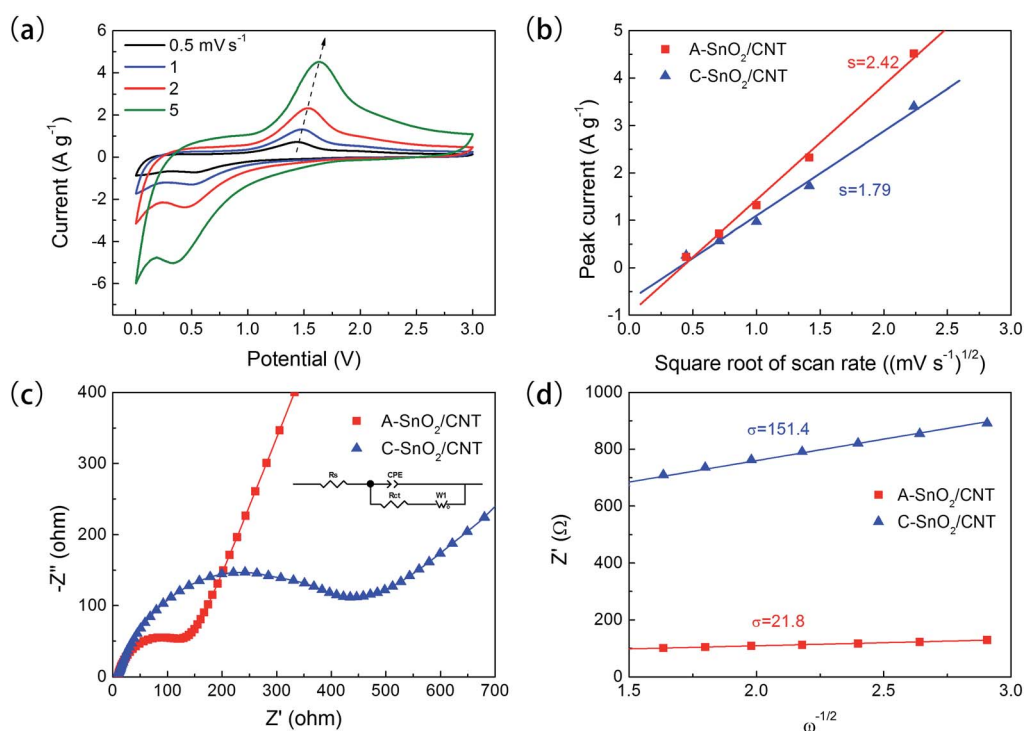 (a)
0.5 mV s⁻¹
1
2
5
Current (A g⁻¹)
6
4
2
0
-2
-4
-6
0.0 0.5 1.0 1.5 2.0 2.5 3.0
Potential (V)
(b)
A-SnO₂/CNT
C-SnO₂/CNT
s=2.42
s=1.79
Peak current (A g⁻¹)
5
4
3
2
1
0
-1
0.0 0.5 1.0 1.5 2.0 2.5 3.0
Square root of scan rate ((mV s⁻¹)¹/²)
(c)
A-SnO₂/CNT
C-SnO₂/CNT
Rs CPE
Rct W1
-Z" (ohm)
400
300
200
100
0
0 100 200 300 400 500 600 700
Z' (ohm)
(d)
σ=151.4
A-SnO₂/CNT
C-SnO₂/CNT
σ=21.8
Z' (Ω)
1000
800
600
400
200
0
1.5 2.0 2.5 3.0
ω⁻¹/²